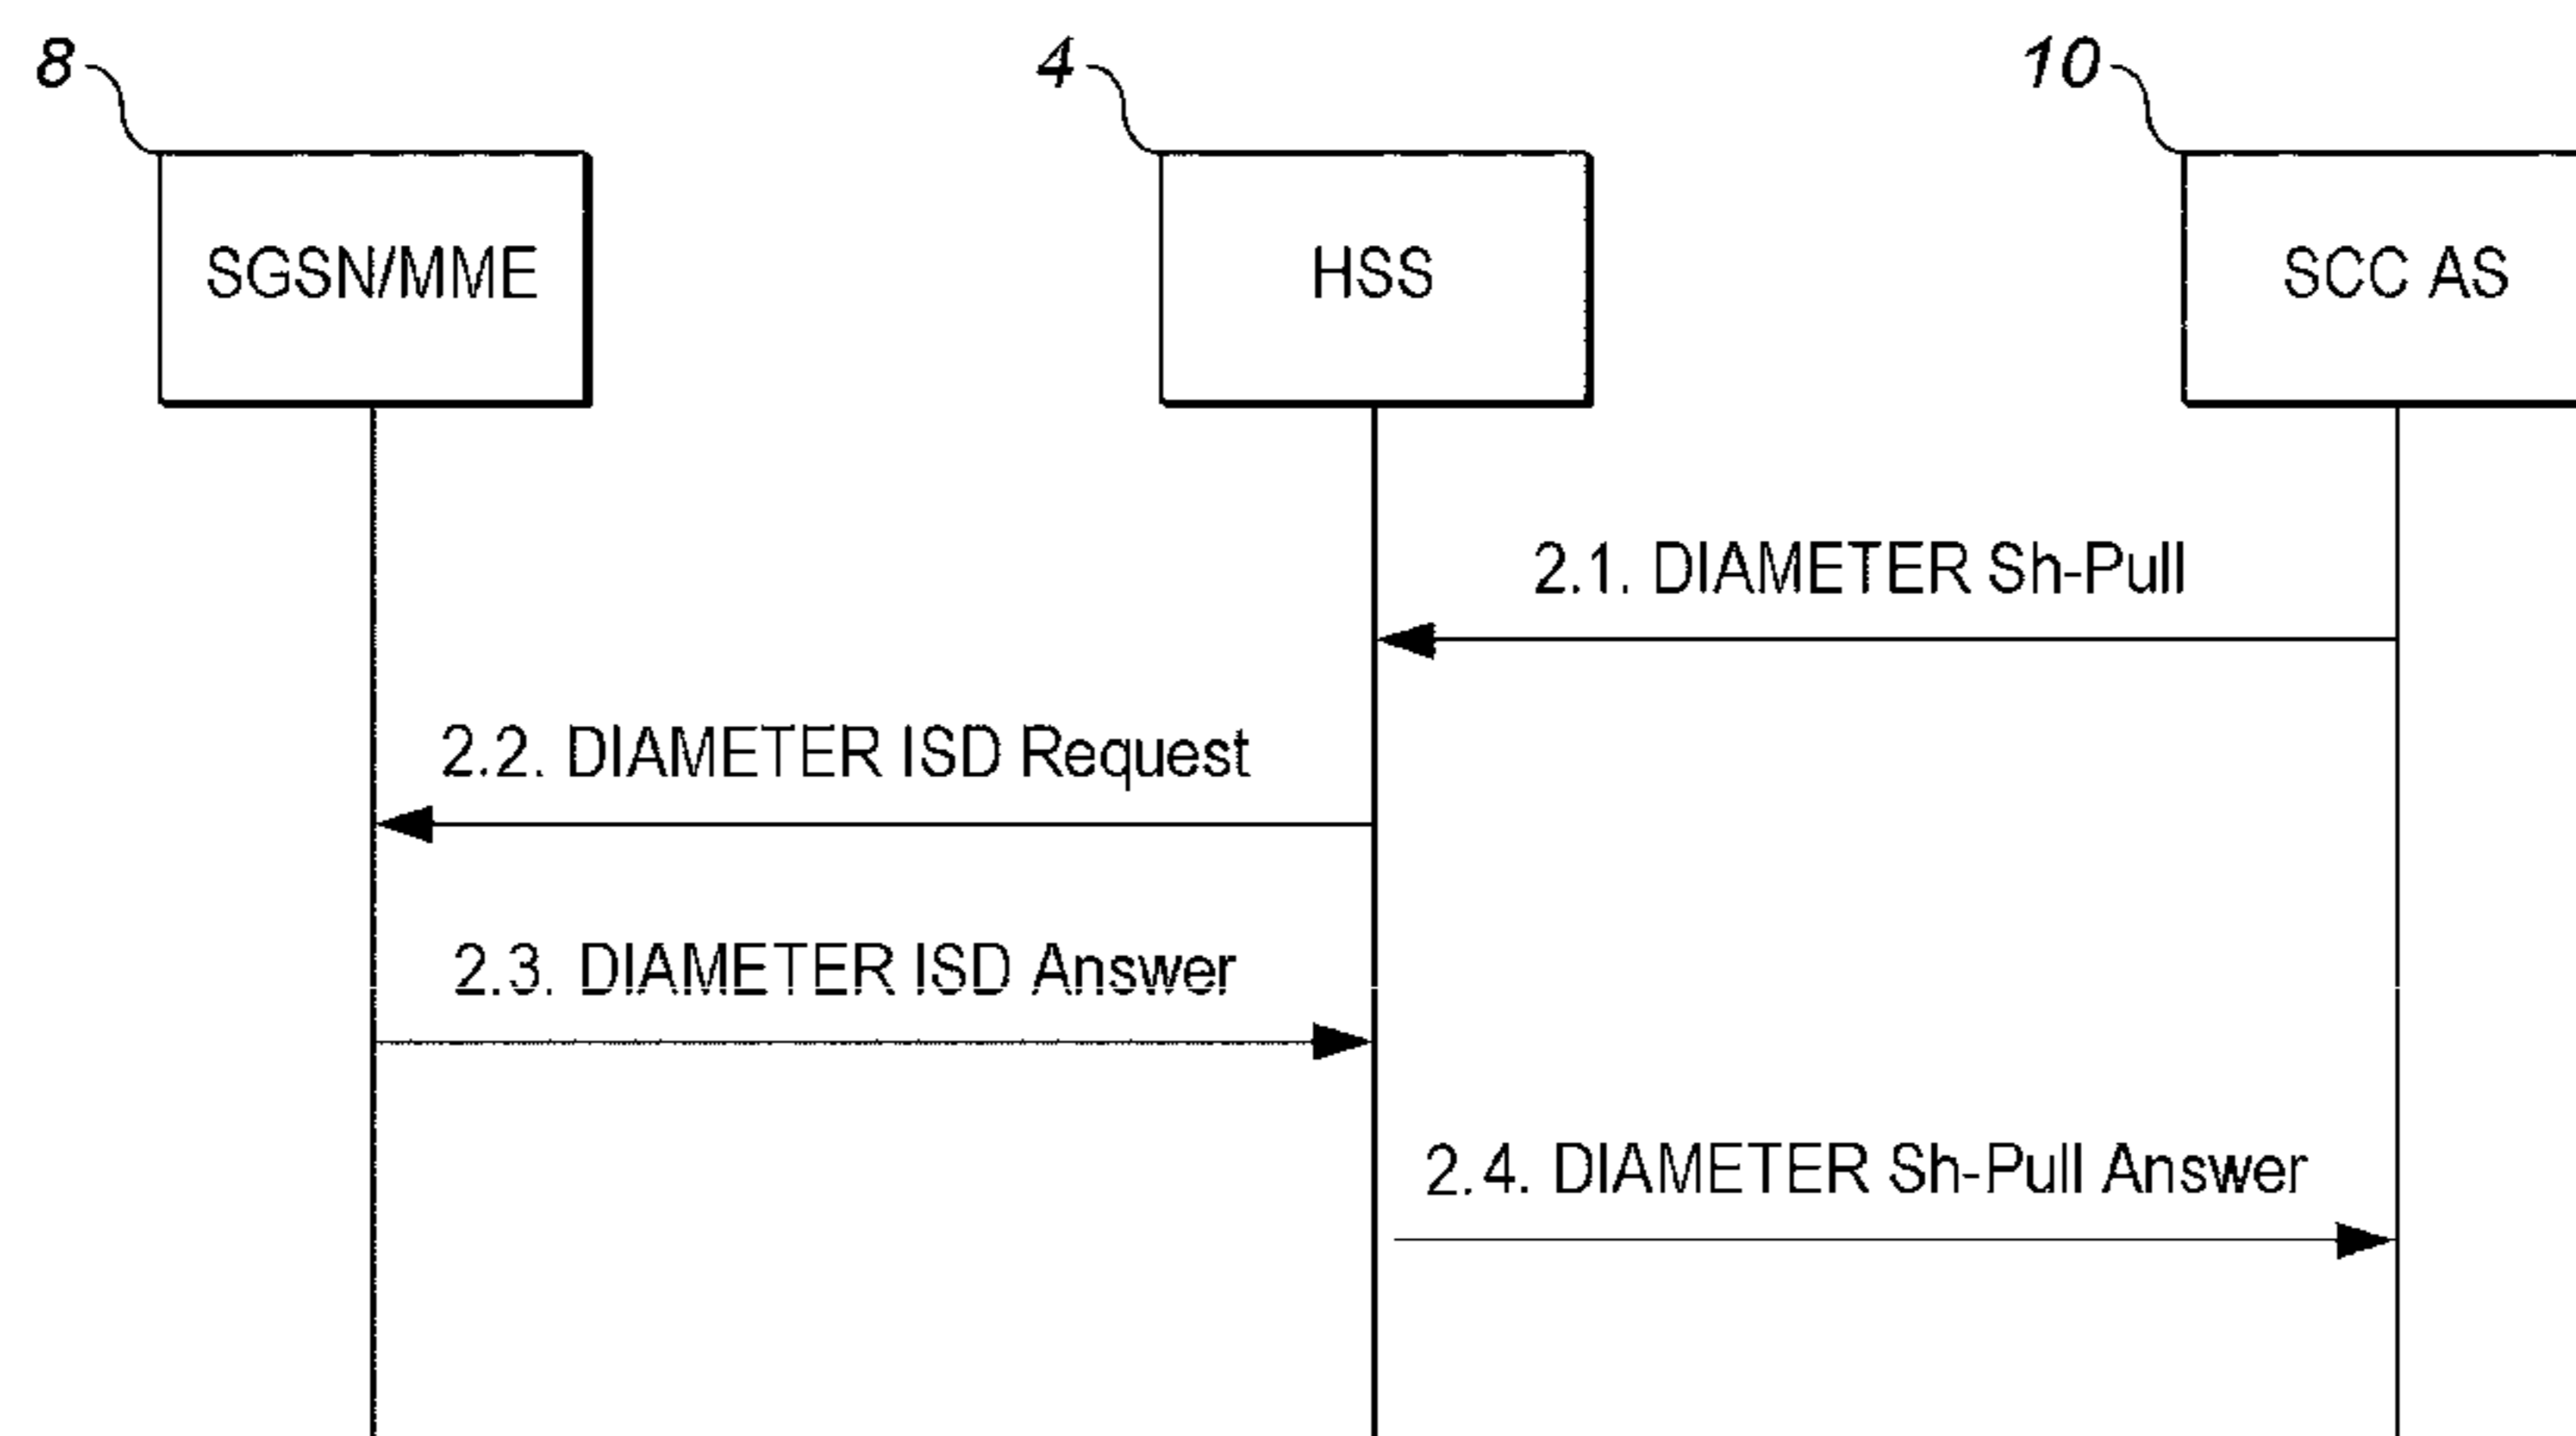 8
4
10
SGSN/MME
HSS
SCC AS
2.1. DIAMETER Sh-Pull
2.2. DIAMETER ISD Request
2.3. DIAMETER ISD Answer
2.4. DIAMETER Sh-Pull Answer